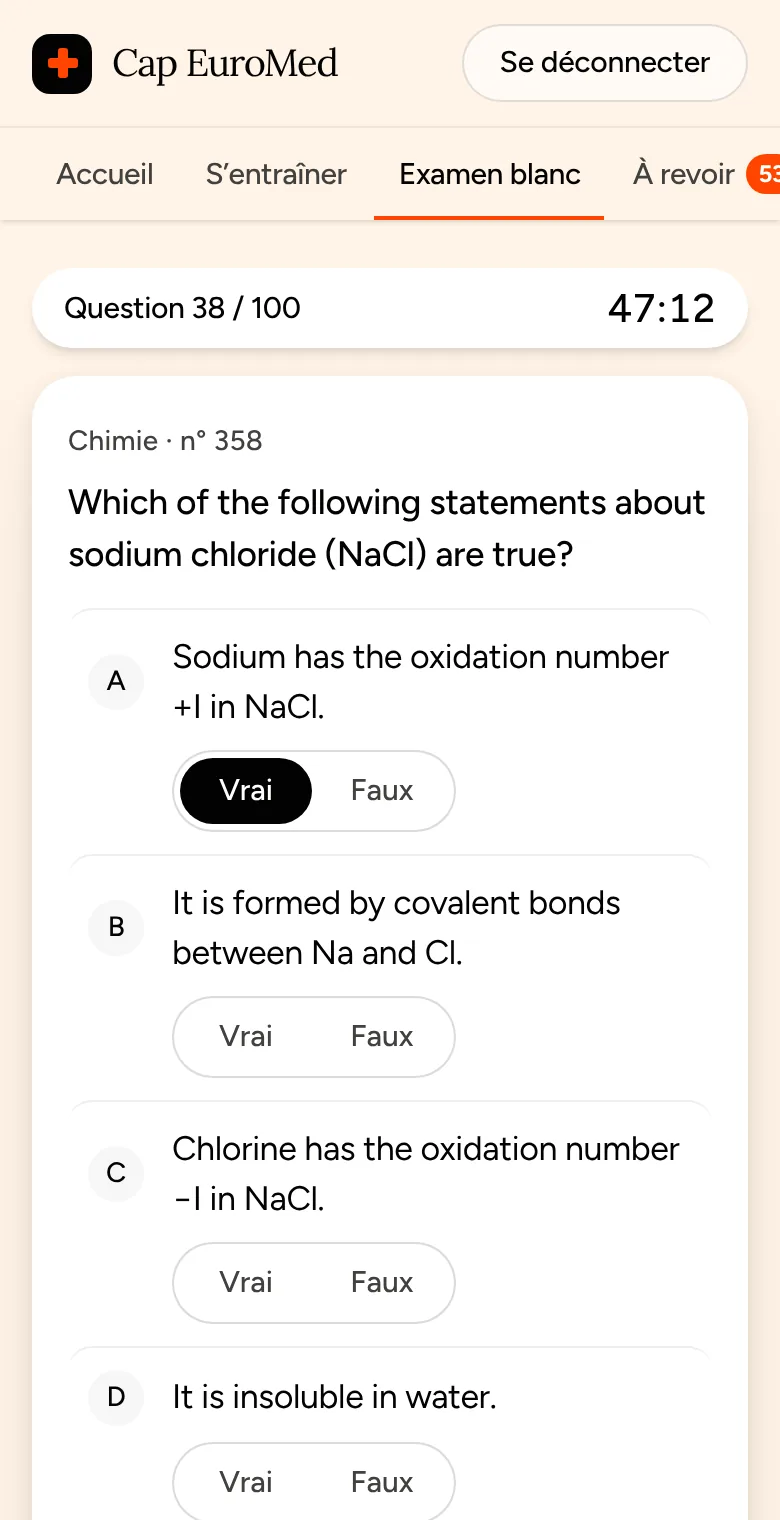 Cap EuroMed
Se déconnecter
Accueil
S’entraîner
Examen blanc
À revoir
53
Question 38 / 100
47:12
Chimie · n° 358
Which of the following statements about
sodium chloride (NaCl) are true?
A
Sodium has the oxidation number
+I in NaCl.
Vrai
Faux
B
It is formed by covalent bonds
between Na and Cl.
Vrai
Faux
C
Chlorine has the oxidation number
−I in NaCl.
Vrai
Faux
D
It is insoluble in water.
Vrai
Faux